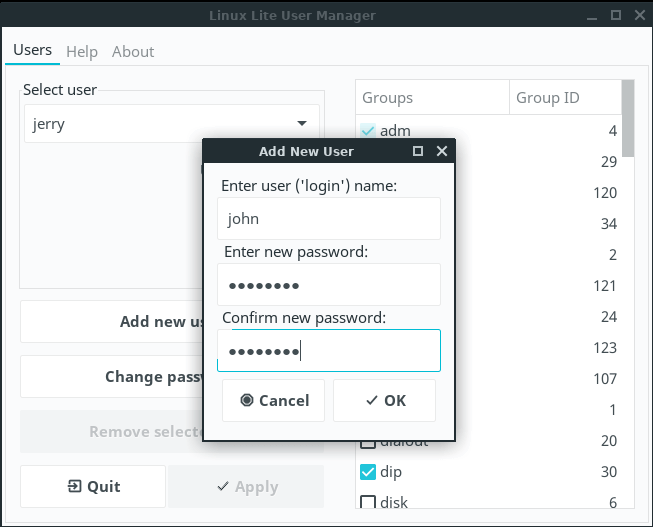 Linux Lite User Manager
Users Help About
Select user
jerry
Groups Group ID
adm 4
29
120
34
2
121
24
123
107
1
20
dip 30
disk 6
Add New User
Enter user ('login') name:
john
Enter new password:
●●●●●●●●
Confirm new password:
●●●●●●●●
Cancel OK
Add new us
Change passw
Remove selecte
Quit Apply